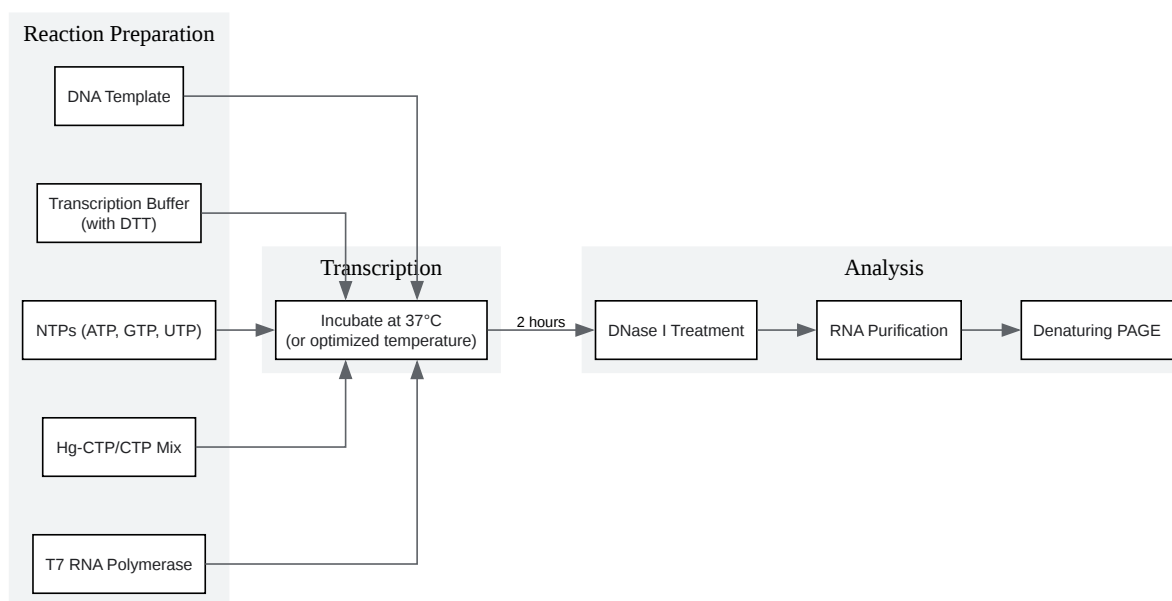 Reaction Preparation
DNA Template
Transcription Buffer
(with DTT)
NTPs (ATP, GTP, UTP)
Hg-CTP/CTP Mix
T7 RNA Polymerase
Transcription
Incubate at 37°C
(or optimized temperature)
2 hours
Analysis
DNase I Treatment
RNA Purification
Denaturing PAGE